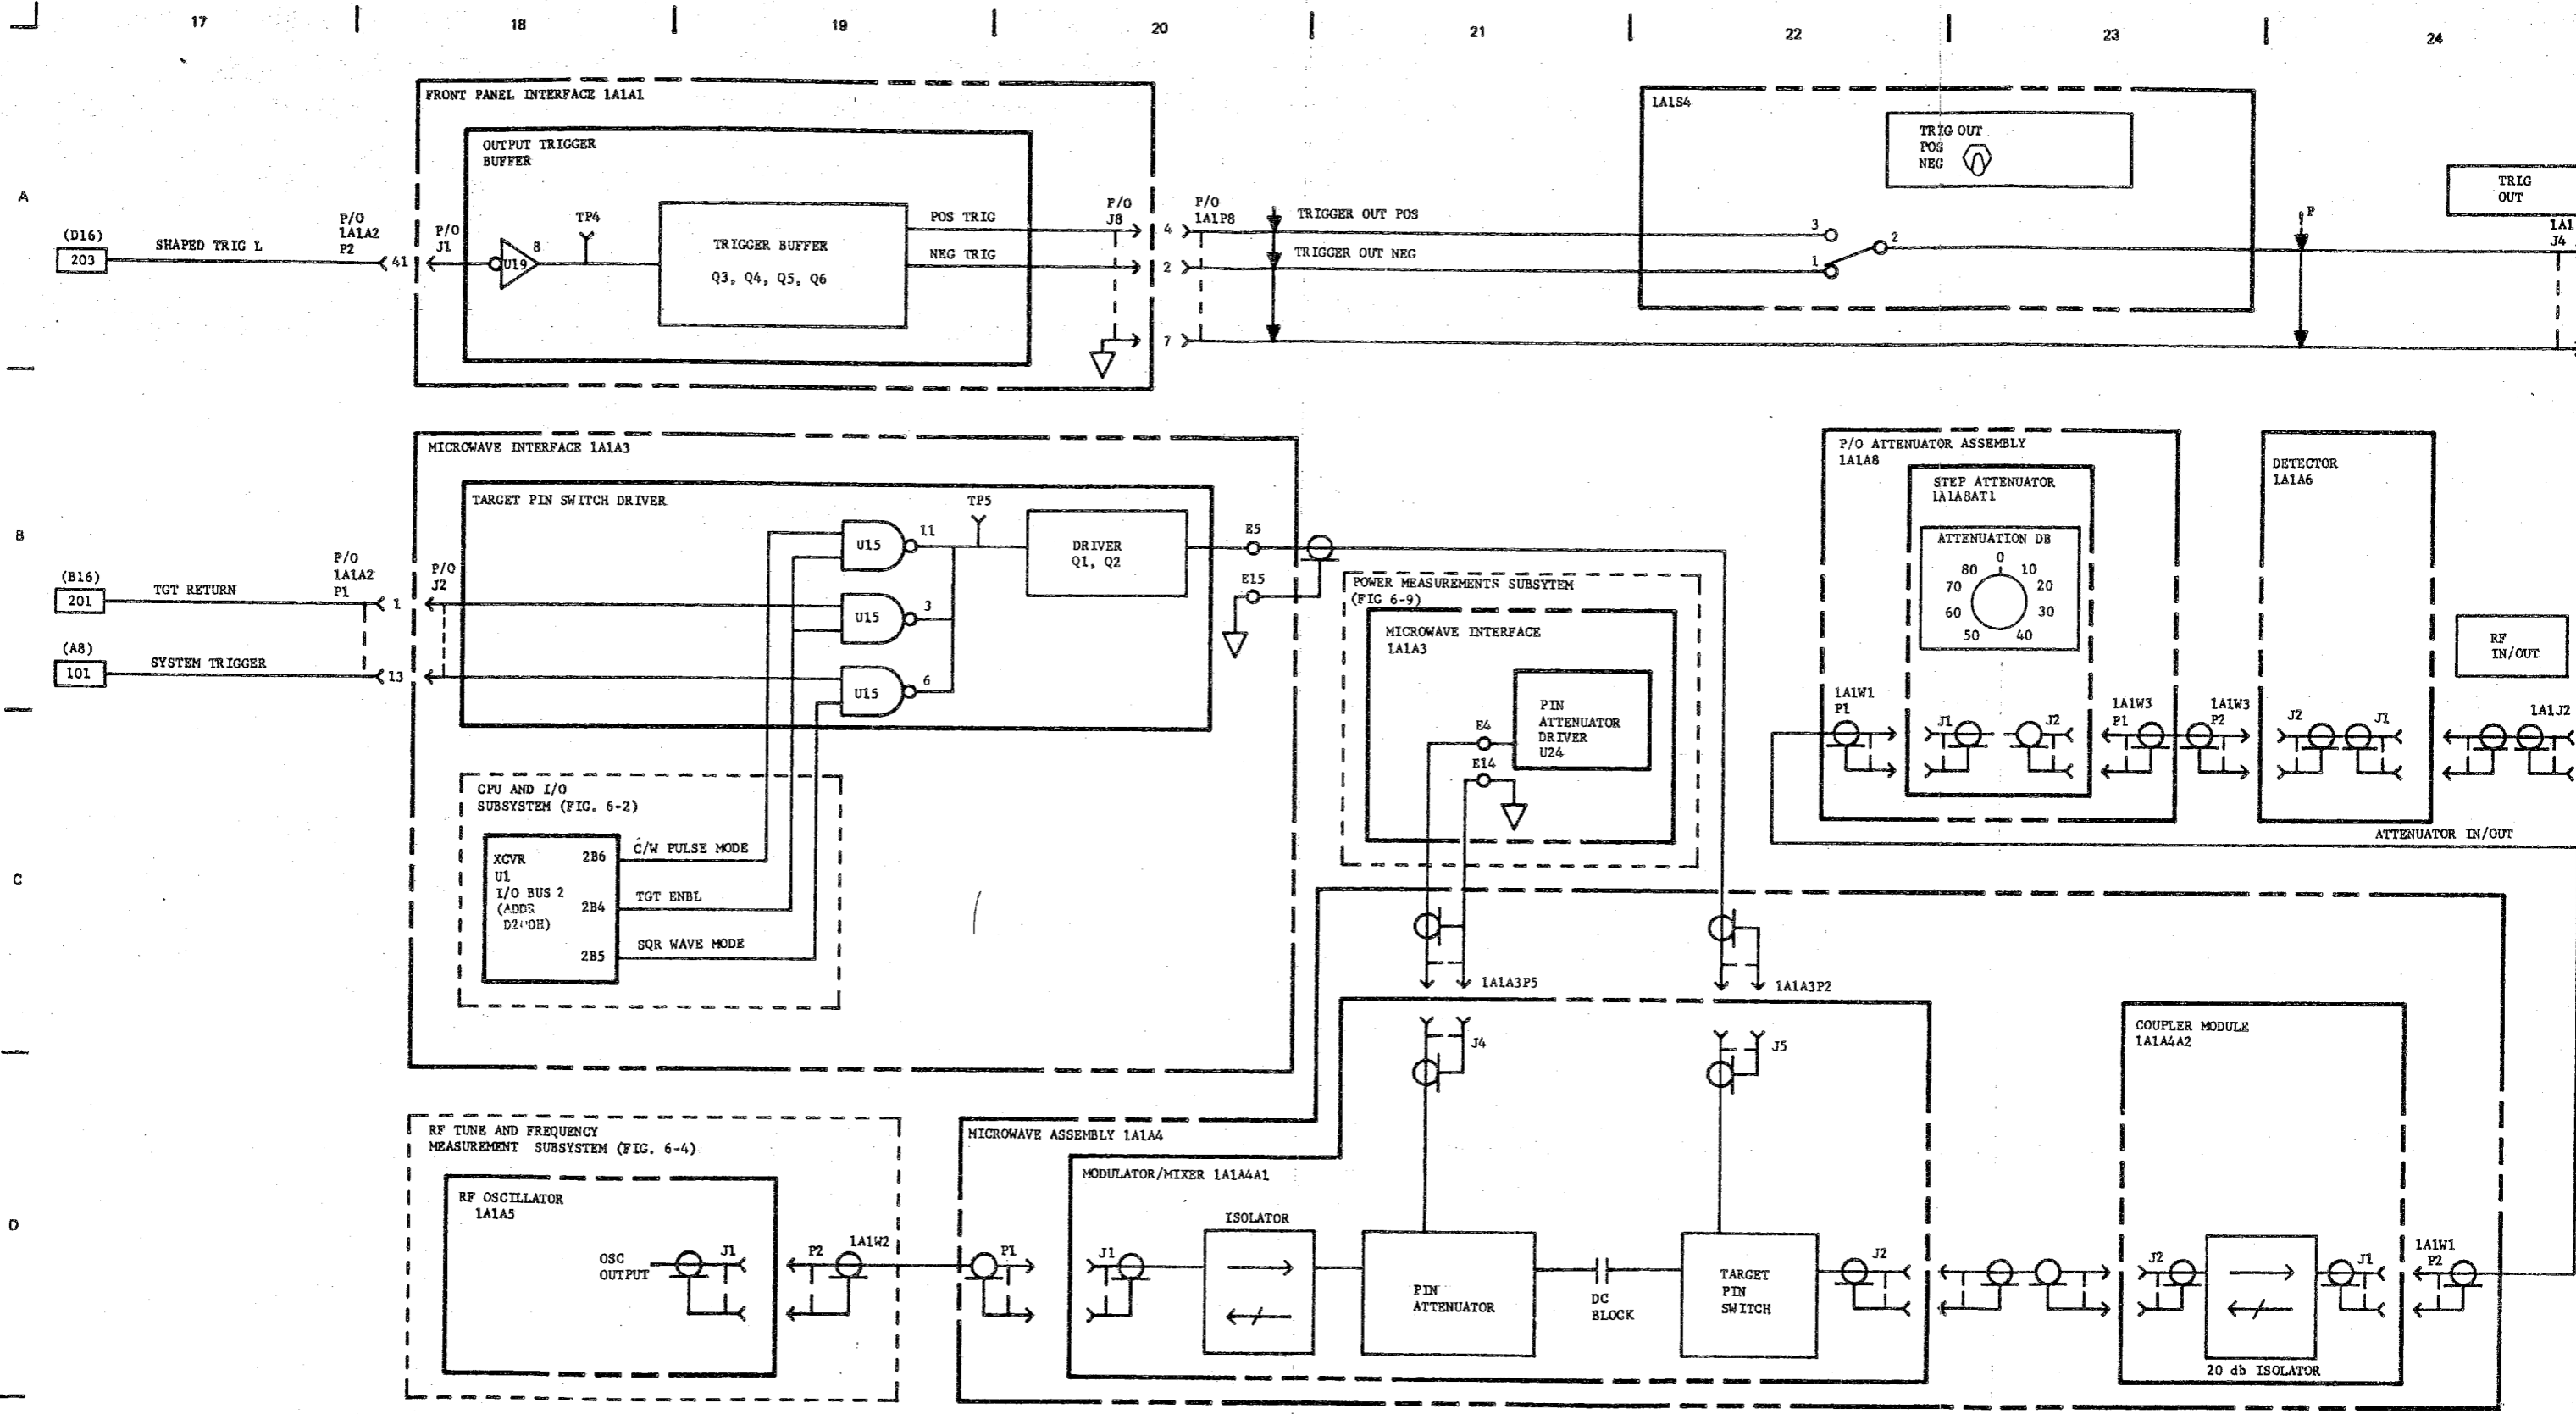 17
18
19
20
21
22
23
24
A
B
C
D
FRONT PANEL INTERFACE 1A1A1
OUTPUT TRIGGER
BUFFER
(D16)
203
SHAPED TRIG L
P/O
1A1A2
P2
41
P/O
J1
U19
8
TP4
TRIGGER BUFFER
Q3, Q4, Q5, Q6
POS TRIG
NEG TRIG
P/O
J8
4
2
7
P/O
1A1P8
TRIGGER OUT POS
TRIGGER OUT NEG
1A1S4
TRIG OUT
POS
NEG
3
1
2
P
TRIG
OUT
1A1
J4
MICROWAVE INTERFACE 1A1A3
TARGET PIN SWITCH DRIVER
(B16)
201
TGT RETURN
(A8)
101
SYSTEM TRIGGER
P/O
1A1A2
P1
1
13
P/O
J2
U15
11
U15
3
U15
6
TP5
DRIVER
Q1, Q2
E5
E15
CPU AND I/O
SUBSYSTEM (FIG. 6-2)
XCVR
U1
I/O BUS 2
2B6
2B4
2B5
C/W PULSE MODE
TGT ENBL
SQR WAVE MODE
POWER MEASUREMENTS SUBSYTEM
(FIG 6-9)
MICROWAVE INTERFACE
1A1A3
PIN
ATTENUATOR
DRIVER
U24
E4
E14
P/O ATTENUATOR ASSEMBLY
1A1A8
STEP ATTENUATOR
1A1A8AT1
ATTENUATION DB
0
10
20
30
40
50
60
70
80
1A1W1
P1
J1
J2
1A1W3
P1
1A1W3
P2
DETECTOR
1A1A6
J2
J1
RF
IN/OUT
1A1J2
ATTENUATOR IN/OUT
1A1A3P5
1A1A3P2
J4
J5
RF TUNE AND FREQUENCY
MEASUREMENT SUBSYSTEM (FIG. 6-4)
RF OSCILLATOR
1A1A5
OSC
OUTPUT
J1
P2
1A1W2
MICROWAVE ASSEMBLY 1A1A4
P1
MODULATOR/MIXER 1A1A4A1
J1
ISOLATOR
PIN
ATTENUATOR
DC
BLOCK
TARGET
PIN
SWITCH
J2
COUPLER MODULE
1A1A4A2
J2
J1
20 db ISOLATOR
1A1W1
P2